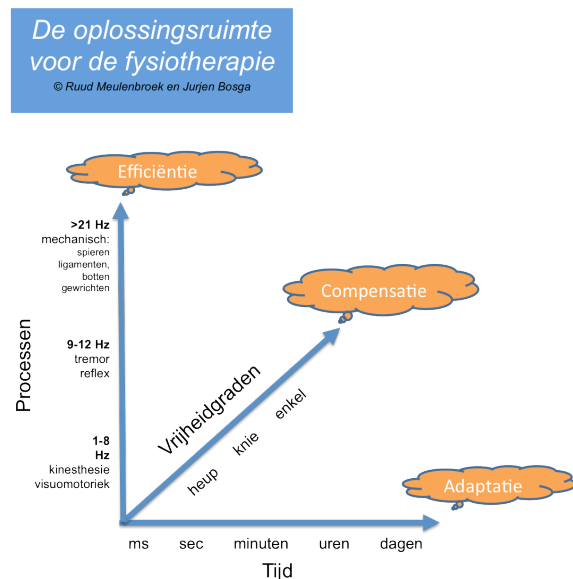 De oplossingsruimte
voor de fysiotherapie
© Ruud Meulenbroek en Jurjen Bosga
Efficiëntie
>21 Hz
mechanisch:
spieren
ligamenten,
botten
gewrichten
Compensatie
Processen
9-12 Hz
tremor
reflex
Vrijheidgraden
heup
knie
enkel
1-8
Hz
kinesthesie
visuomotoriek
Adaptatie
ms sec minuten uren dagen
Tijd